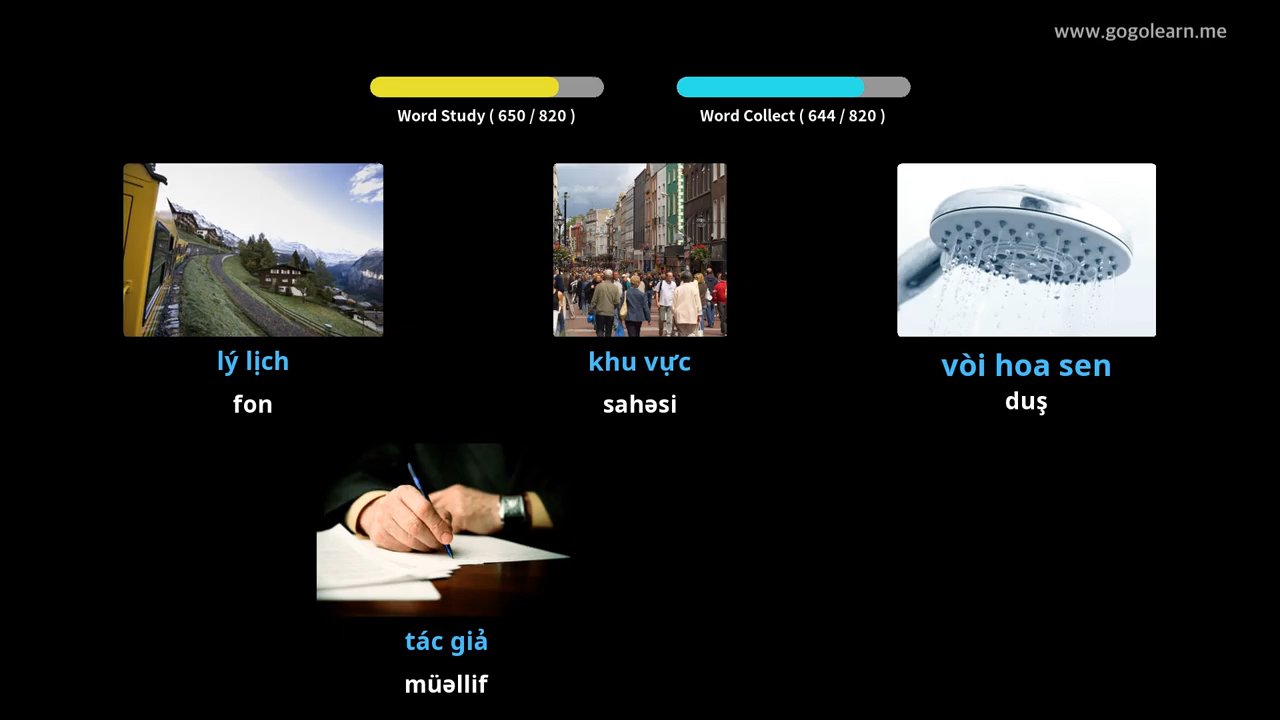 www.gogolearn.me
Word Study ( 650 / 820 )
Word Collect ( 644 / 820 )
lý lịch
fon
khu vực
sahəsi
vòi hoa sen
duş
tác giả
müəllif